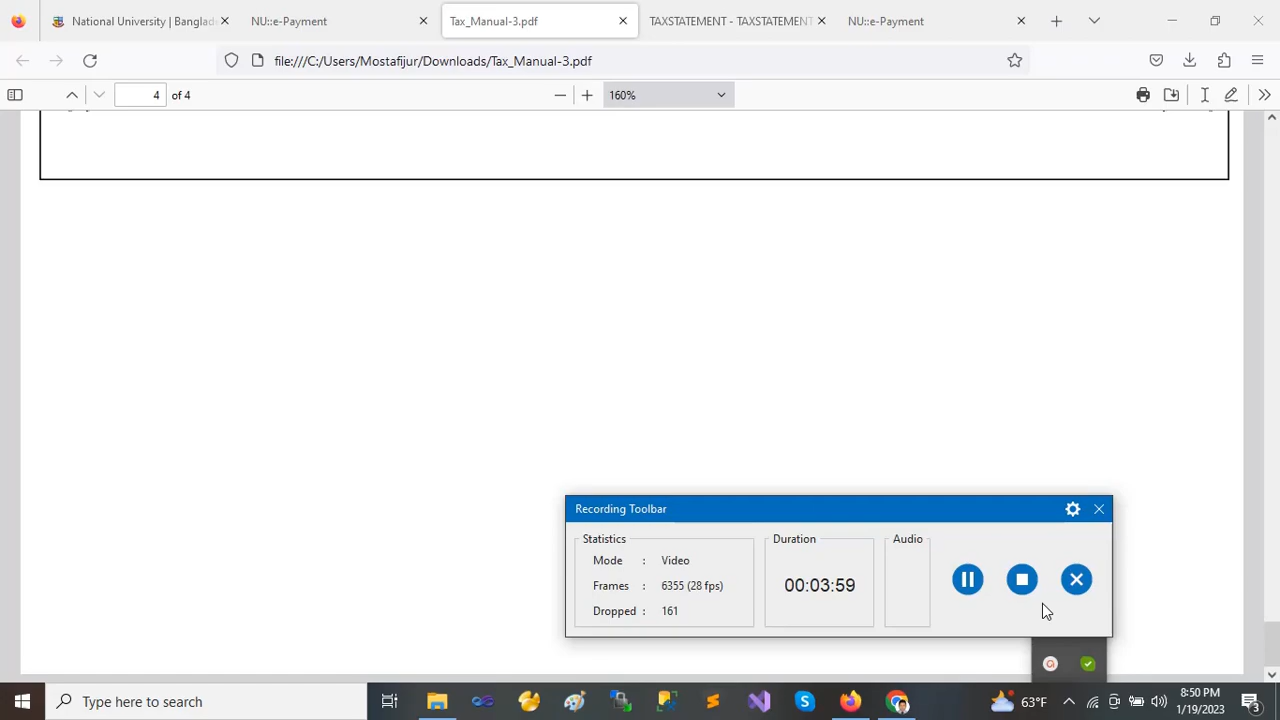 National University | Banglad
NU::e-Payment
Tax_Manual-3.pdf
TAXSTATEMENT - TAXSTATEMENT
NU::e-Payment
file:///C:/Users/Mostafijur/Downloads/Tax_Manual-3.pdf
4 of 4
160%
Recording Toolbar
Statistics
Mode : Video
Frames : 6355 (28 fps)
Dropped : 161
Duration
00:03:59
Audio
Type here to search
63°F
8:50 PM
1/19/2023
3